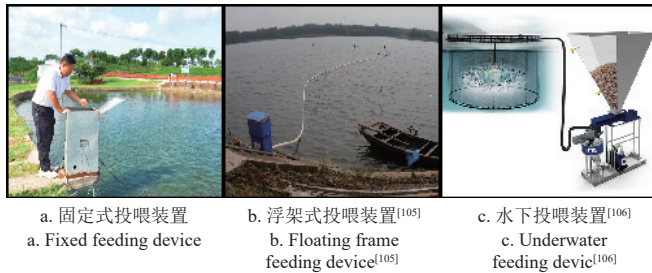 a. 固定式投喂装置
a. Fixed feeding device
b. 浮架式投喂装置[105]
b. Floating frame
feeding device[105]
c. 水下投喂装置[106]
c. Underwater
feeding devic[106]